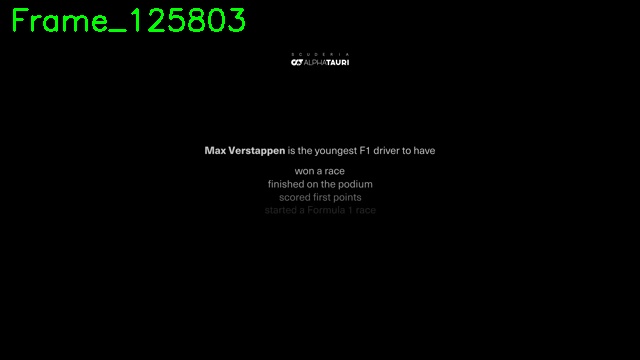 Frame_125803
SCUDERIA
ALPHATAURI
Max Verstappen is the youngest F1 driver to have
won a race
finished on the podium
scored first points
started a Formula 1 race